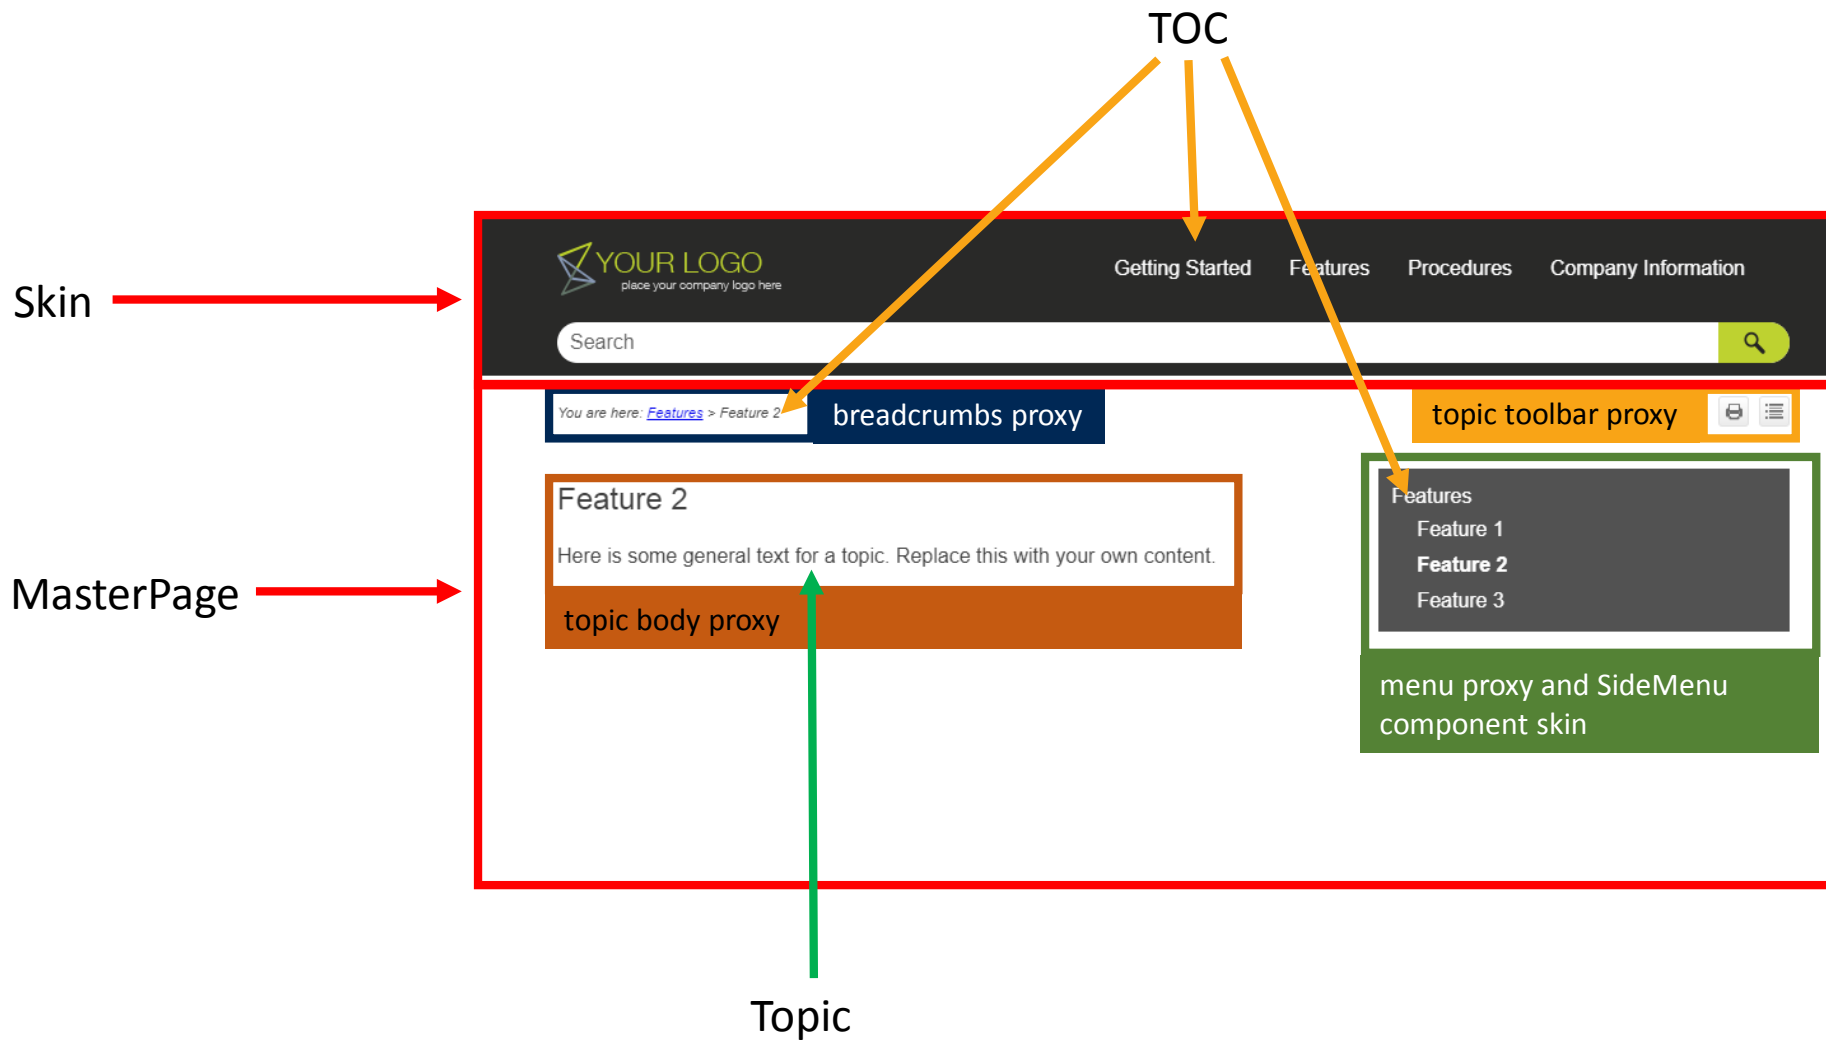 TOC
YOUR LOGO
place your company logo here
Getting Started Features Procedures Company Information
Skin
Search
You are here: Features > Feature 2
breadcrumbs proxy
topic toolbar proxy
Feature 2
Here is some general text for a topic. Replace this with your own content.
topic body proxy
Features
Feature 1
Feature 2
Feature 3
MasterPage
menu proxy and SideMenu
component skin
Topic